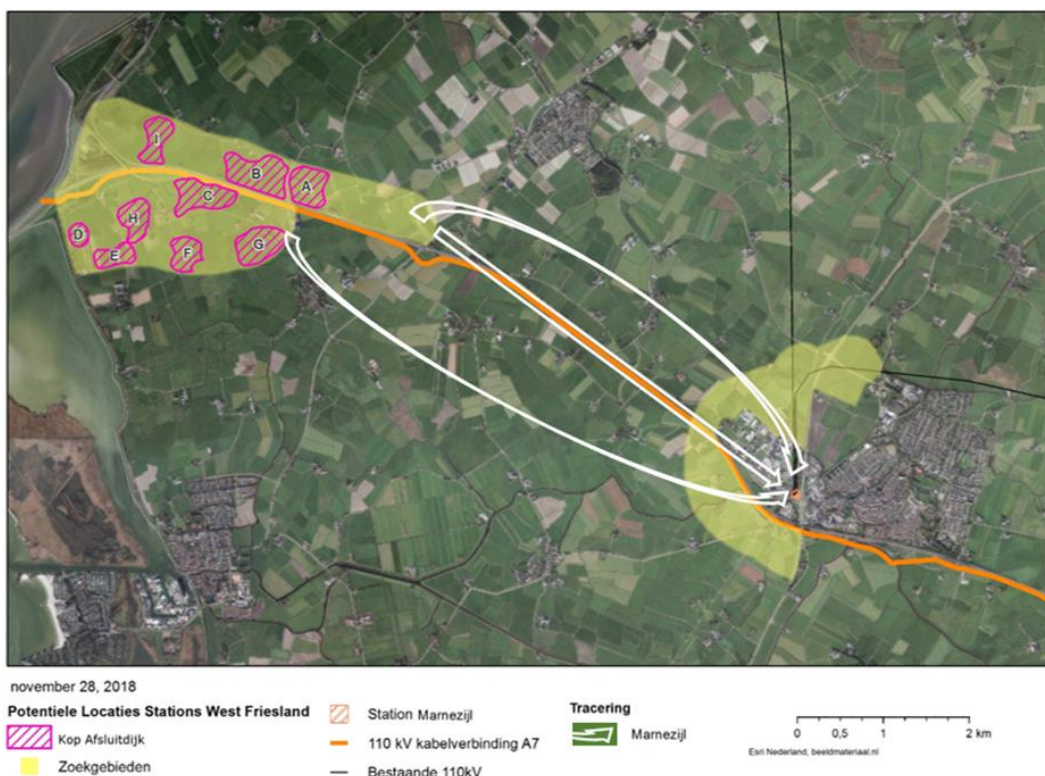 I
B
A
C
H
D
G
F
E
november 28, 2018
Potentiele Locaties Stations West Friesland
Kop Afsluitdijk
Zoekgebieden
Station Marnezijl
110 kV kabelverbinding A7
Bestaande 110kV
Tracering
Marnezijl
0 0,5 1 2 km
Esri Nederland, beeldmateriaal.nl